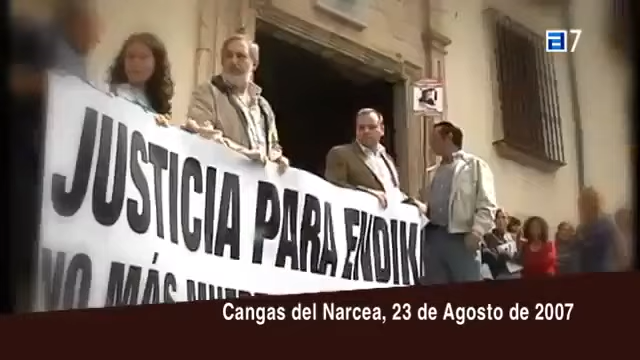 a7
JUSTICIA PARA ENDIKA
NO MÁS
Cangas del Narcea, 23 de Agosto de 2007